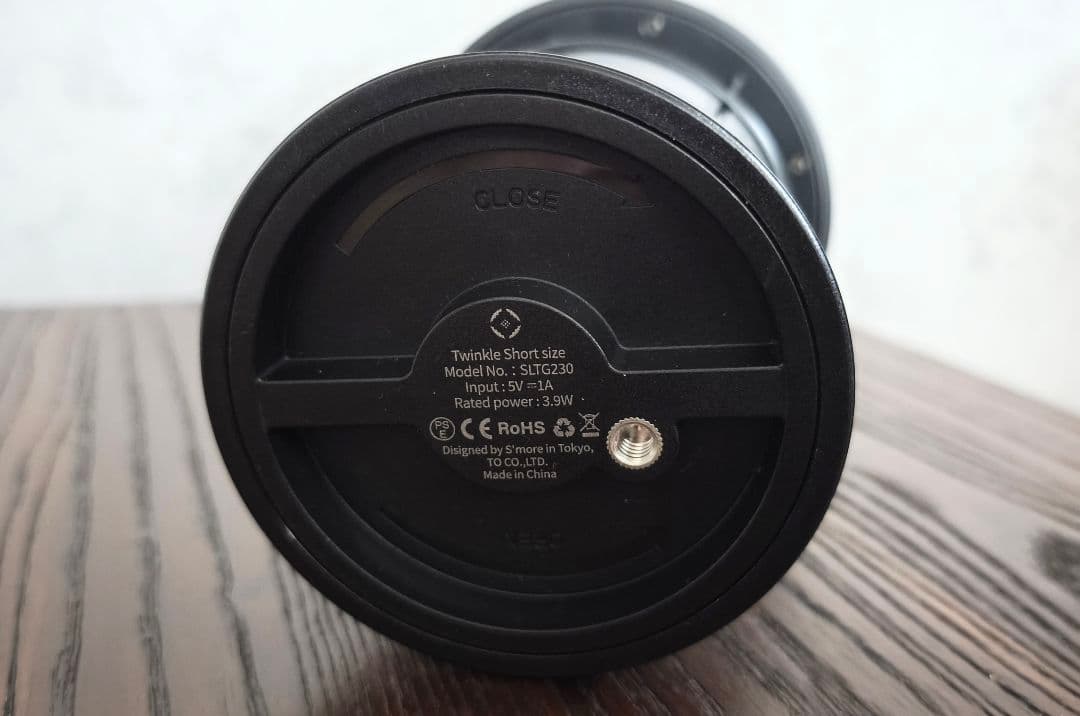 CLOSE
Twinkle Short size
Model No. : SLTG230
Input : 5V ⎓1A
Rated power : 3.9W
PS E CE RoHS
Disigned by S'more in Tokyo,
TO CO.,LTD.
Made in China